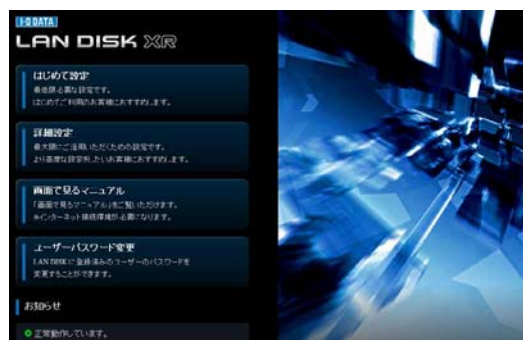 I-O DATA
LAN DISK XR
はじめて設定
最低限必要な設定です。
はじめてご利用のお客様におすすめします。
詳細設定
最大限にご活用いただくための設定です。
より高度な設定をしたいお客様におすすめします。
画面で見るマニュアル
「画面で見るマニュアル」をご覧いただけます。
※インターネット接続環境が必要になります。
ユーザーパスワード変更
LAN DISKに登録済みのユーザーのパスワードを
変更することができます。
お知らせ
正常動作しています。